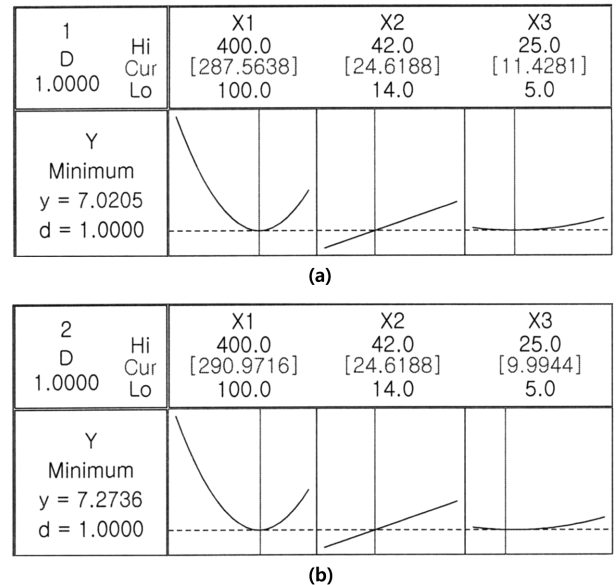 1
D
1.0000
Hi
Cur
Lo
X1
400.0
[287.5638]
100.0
X2
42.0
[24.6188]
14.0
X3
25.0
[11.4281]
5.0
Y
Minimum
y = 7.0205
d = 1.0000
(a)
2
D
1.0000
Hi
Cur
Lo
X1
400.0
[290.9716]
100.0
X2
42.0
[24.6188]
14.0
X3
25.0
[9.9944]
5.0
Y
Minimum
y = 7.2736
d = 1.0000
(b)